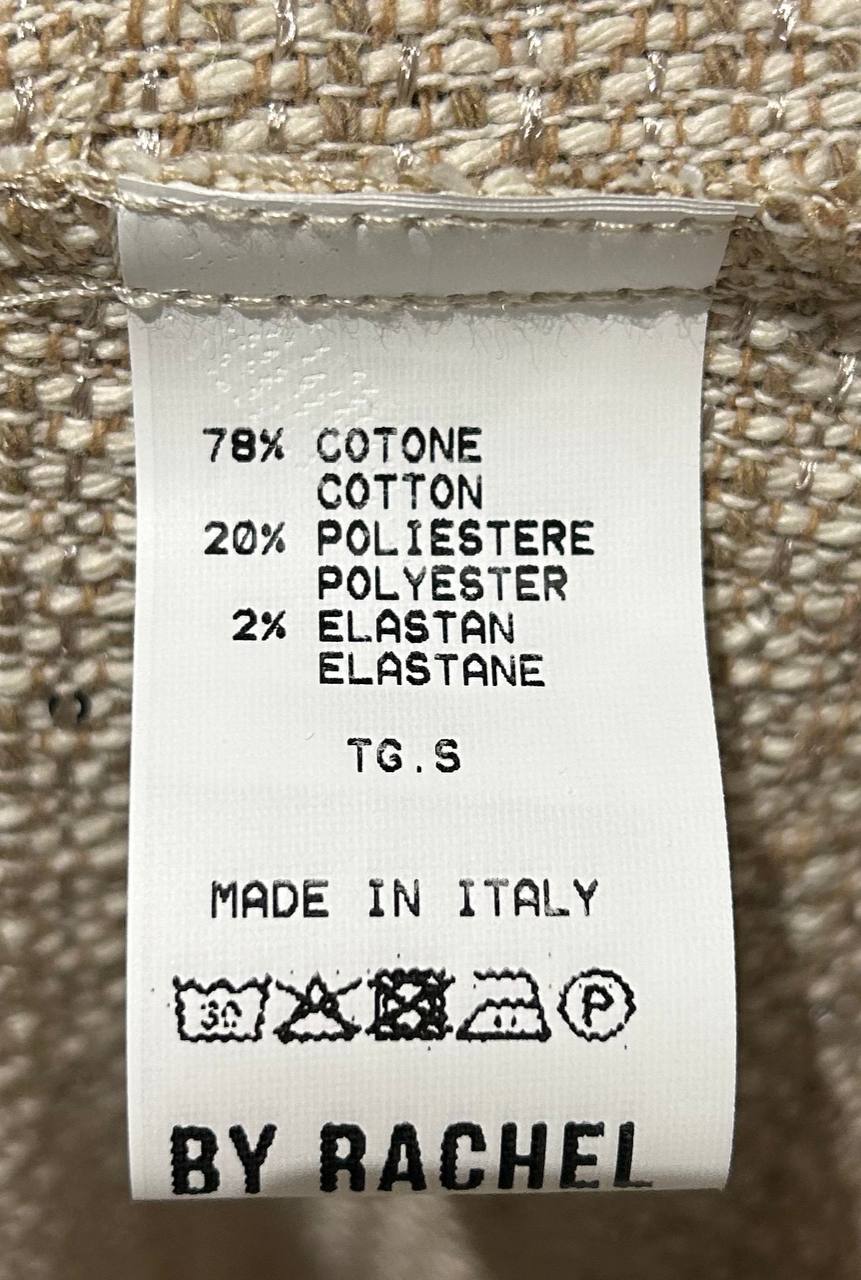 78% COTONE
COTTON
20% POLIESTERE
POLYESTER
2% ELASTAN
ELASTANE
TG.S
MADE IN ITALY
30 P
BY RACHEL